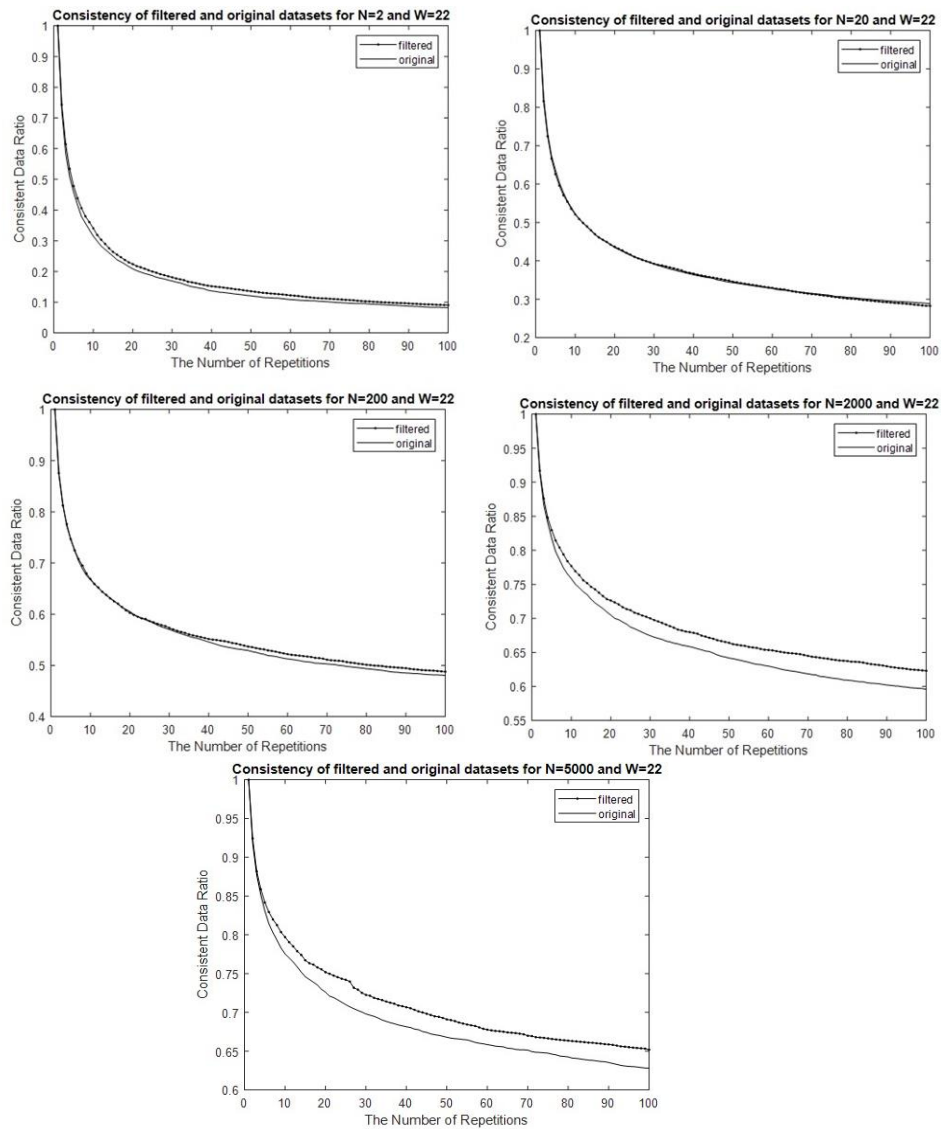 Consistency of filtered and original datasets for N=2 and W=22
filtered
original
Consistent Data Ratio
1
0.9
0.8
0.7
0.6
0.5
0.4
0.3
0.2
0.1
0
0 10 20 30 40 50 60 70 80 90 100
The Number of Repetitions
Consistency of filtered and original datasets for N=20 and W=22
filtered
original
Consistent Data Ratio
1
0.9
0.8
0.7
0.6
0.5
0.4
0.3
0.2
0 10 20 30 40 50 60 70 80 90 100
The Number of Repetitions
Consistency of filtered and original datasets for N=200 and W=22
filtered
original
Consistent Data Ratio
1
0.9
0.8
0.7
0.6
0.5
0.4
0 10 20 30 40 50 60 70 80 90 100
The Number of Repetitions
Consistency of filtered and original datasets for N=2000 and W=22
filtered
original
Consistent Data Ratio
1
0.95
0.9
0.85
0.8
0.75
0.7
0.65
0.6
0.55
0 10 20 30 40 50 60 70 80 90 100
The Number of Repetitions
Consistency of filtered and original datasets for N=5000 and W=22
filtered
original
Consistent Data Ratio
1
0.95
0.9
0.85
0.8
0.75
0.7
0.65
0.6
0 10 20 30 40 50 60 70 80 90 100
The Number of Repetitions